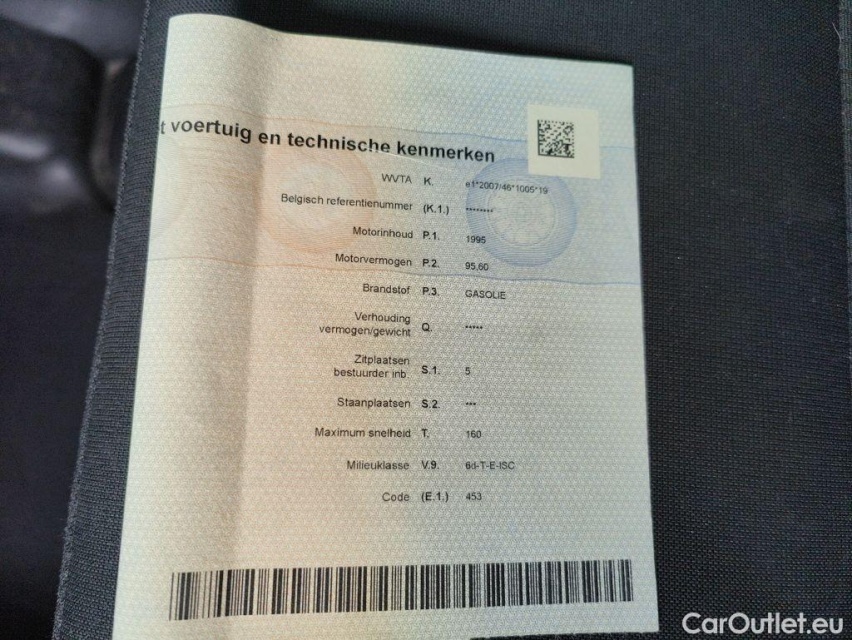 t voertuig en technische kenmerken
WVTA K. e1*2007/46*1005*19
Belgisch referentienummer (K.1.) ********
Motorinhoud P.1. 1995
Motorvermogen P.2. 95,60
Brandstof P.3. GASOLIE
Verhouding
vermogen/gewicht Q. *****
Zitplaatsen
bestuurder inb. S.1. 5
Staanplaatsen S.2. ***
Maximum snelheid T. 160
Milieuklasse V.9. 6d-T-E-ISC
Code (E.1.) 453
CarOutlet.eu